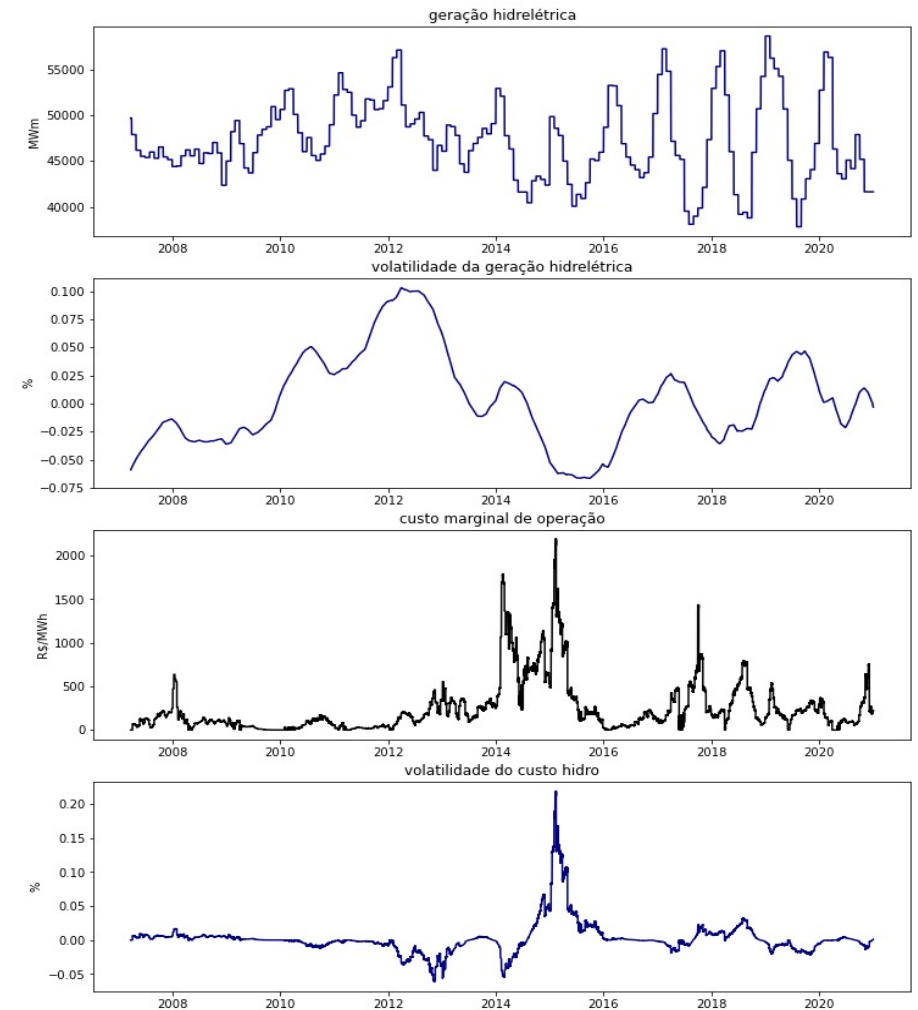 geração hidrelétrica
MWm
55000
50000
45000
40000
2008 2010 2012 2014 2016 2018 2020
volatilidade da geração hidrelétrica
%
0.100
0.075
0.050
0.025
0.000
−0.025
−0.050
−0.075
2008 2010 2012 2014 2016 2018 2020
custo marginal de operação
R$/MWh
2000
1500
1000
500
0
2008 2010 2012 2014 2016 2018 2020
volatilidade do custo hidro
%
0.20
0.15
0.10
0.05
0.00
−0.05
2008 2010 2012 2014 2016 2018 2020